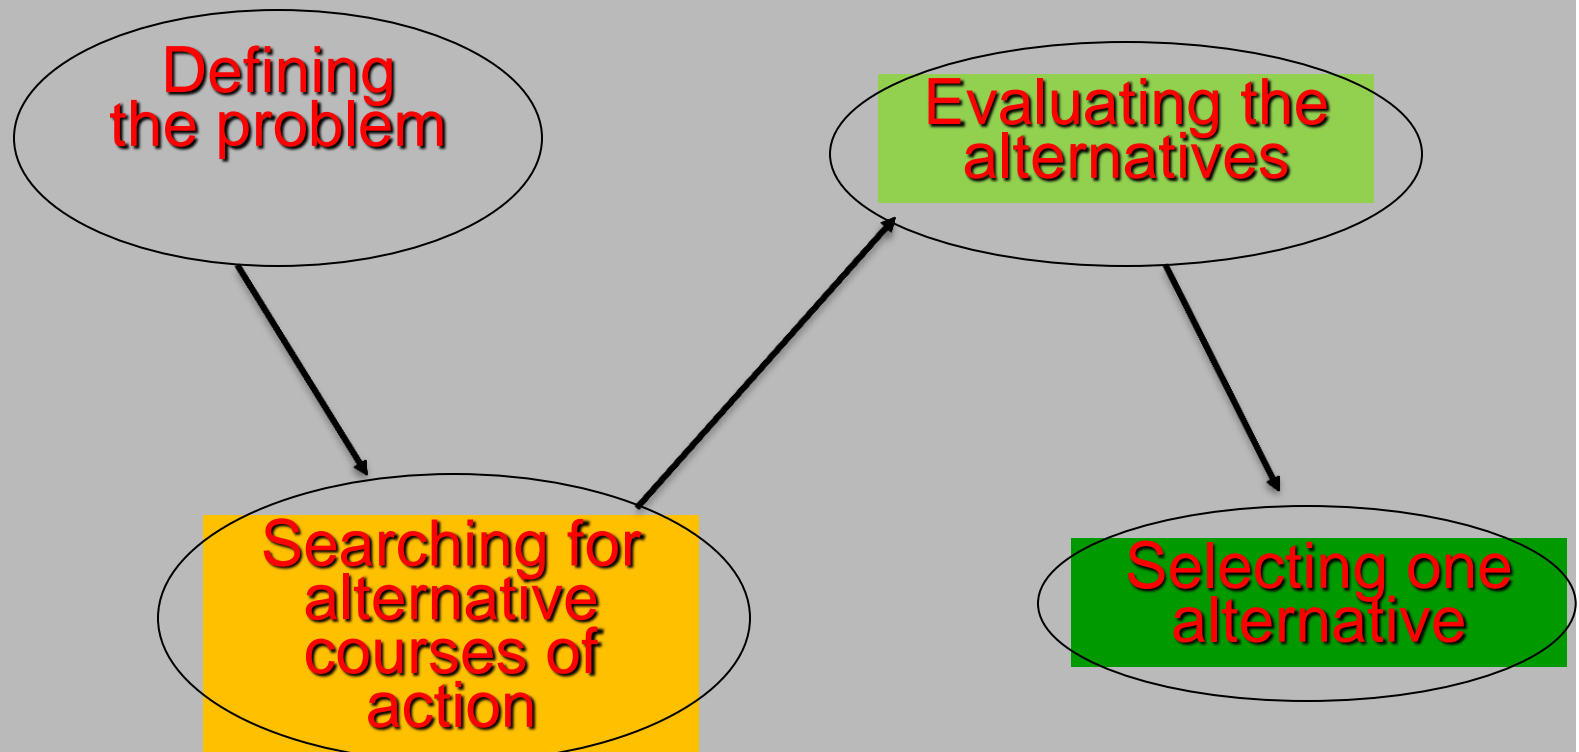 Defining
the problem
Searching for
alternative
courses of
action
Evaluating the
alternatives
Selecting one
alternative